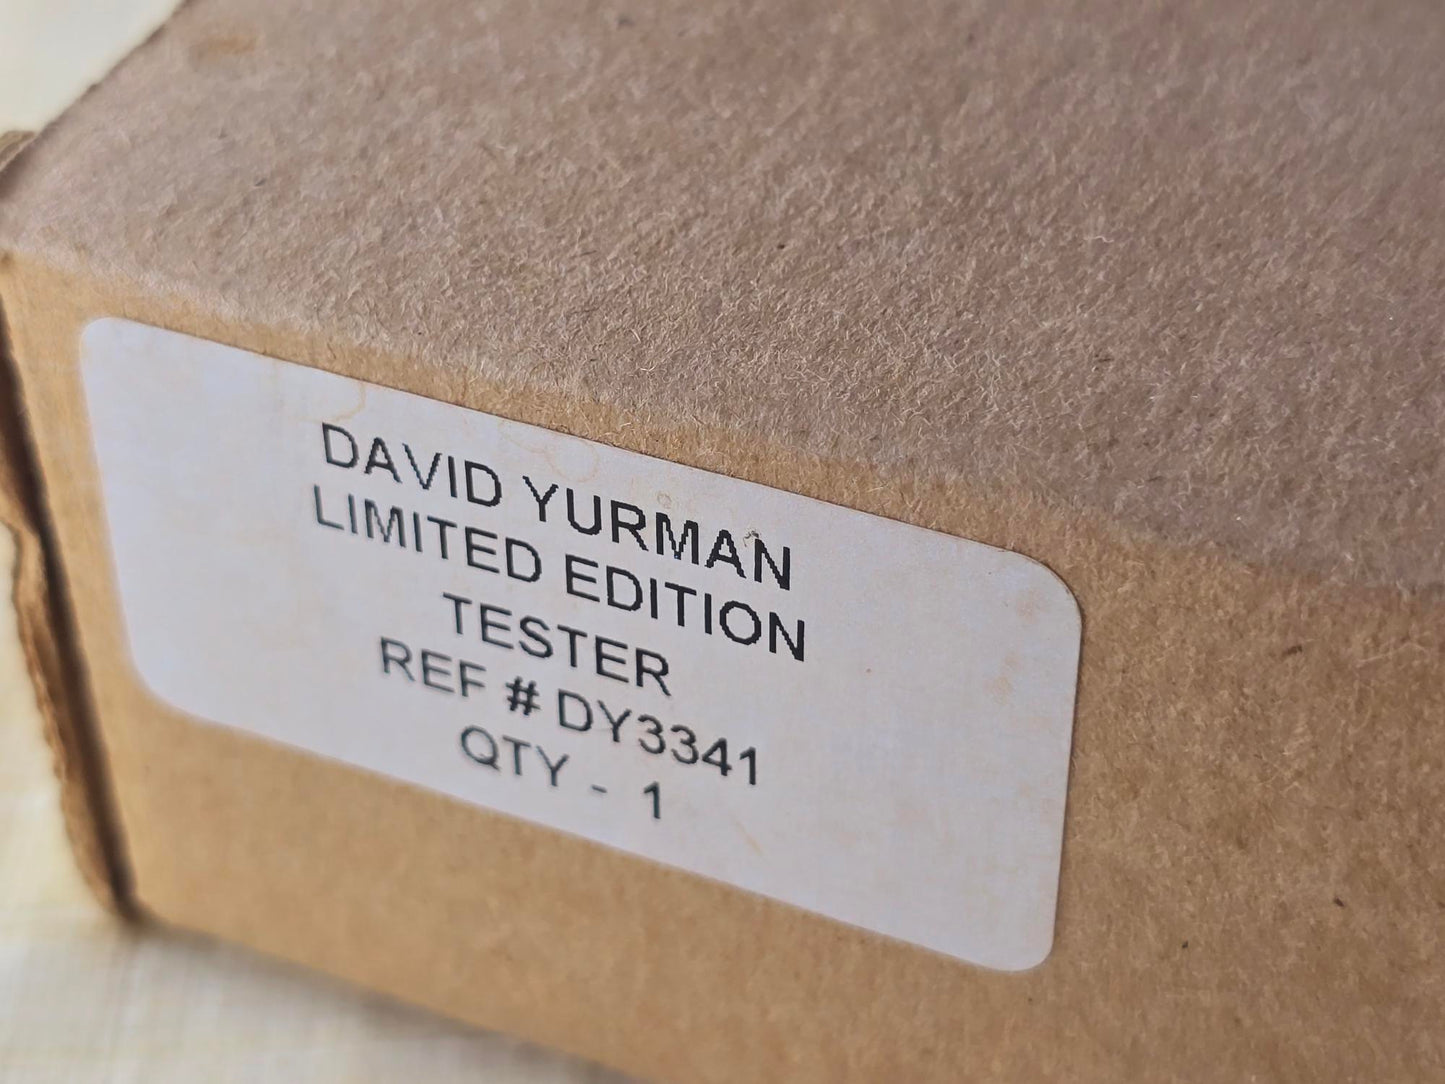 DAVID YURMAN
LIMITED EDITION
TESTER
REF # DY3341
QTY - 1